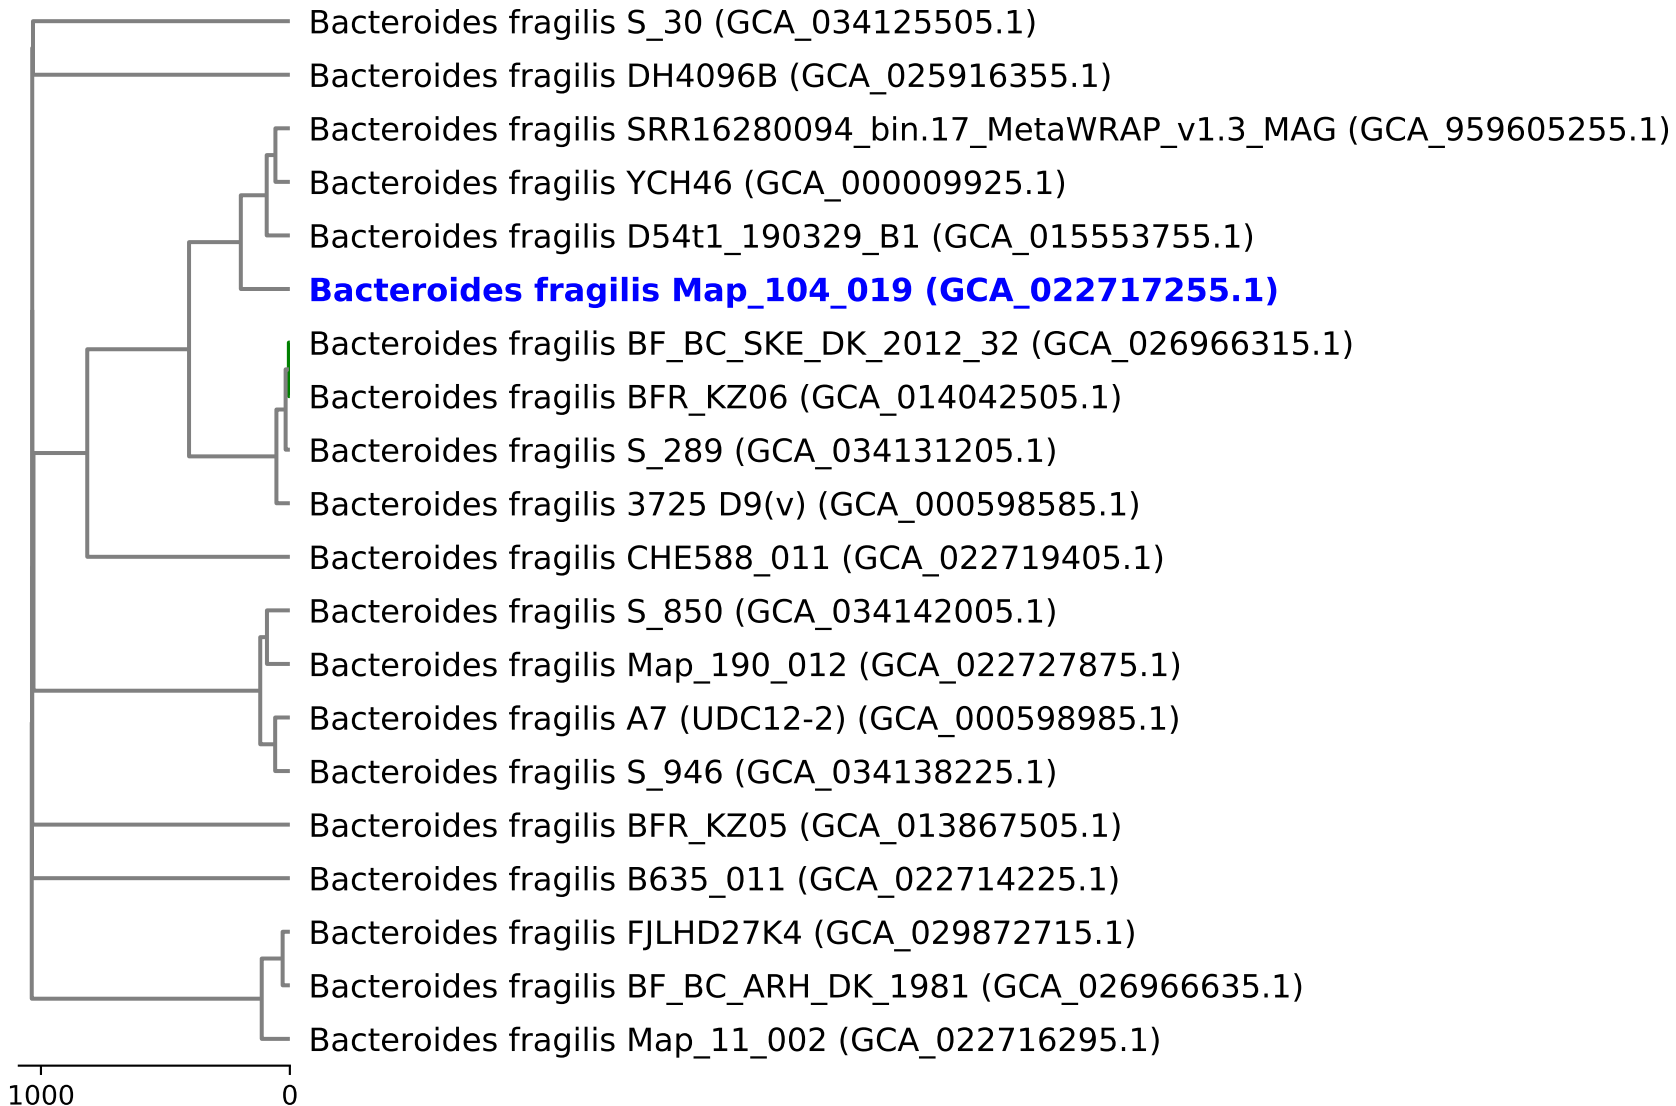 Bacteroides fragilis S_30 (GCA_034125505.1)
Bacteroides fragilis DH4096B (GCA_025916355.1)
Bacteroides fragilis SRR16280094_bin.17_MetaWRAP_v1.3_MAG (GCA_959605255.1)
Bacteroides fragilis YCH46 (GCA_000009925.1)
Bacteroides fragilis D54t1_190329_B1 (GCA_015553755.1)
Bacteroides fragilis Map_104_019 (GCA_022717255.1)
Bacteroides fragilis BF_BC_SKE_DK_2012_32 (GCA_026966315.1)
Bacteroides fragilis BFR_KZ06 (GCA_014042505.1)
Bacteroides fragilis S_289 (GCA_034131205.1)
Bacteroides fragilis 3725 D9(v) (GCA_000598585.1)
Bacteroides fragilis CHE588_011 (GCA_022719405.1)
Bacteroides fragilis S_850 (GCA_034142005.1)
Bacteroides fragilis Map_190_012 (GCA_022727875.1)
Bacteroides fragilis A7 (UDC12-2) (GCA_000598985.1)
Bacteroides fragilis S_946 (GCA_034138225.1)
Bacteroides fragilis BFR_KZ05 (GCA_013867505.1)
Bacteroides fragilis B635_011 (GCA_022714225.1)
Bacteroides fragilis FJLHD27K4 (GCA_029872715.1)
Bacteroides fragilis BF_BC_ARH_DK_1981 (GCA_026966635.1)
Bacteroides fragilis Map_11_002 (GCA_022716295.1)
1000 0